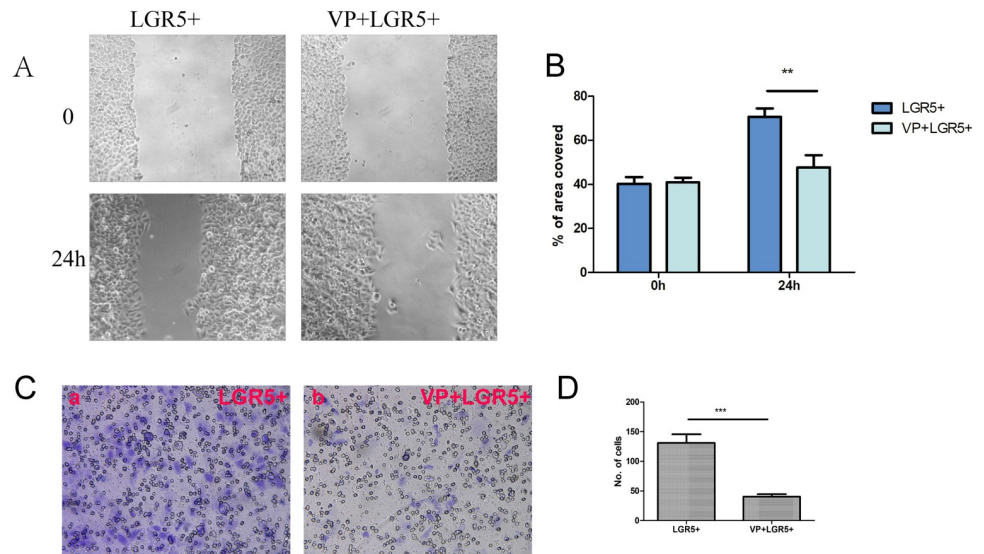 LGR5+ VP+LGR5+
A
0
24h
B
**
80
60
40
20
0
% of area covered
0h 24h
LGR5+
VP+LGR5+
C
a LGR5+
b VP+LGR5+
D
***
200
150
100
50
0
No. of cells
LGR5+ VP+LGR5+